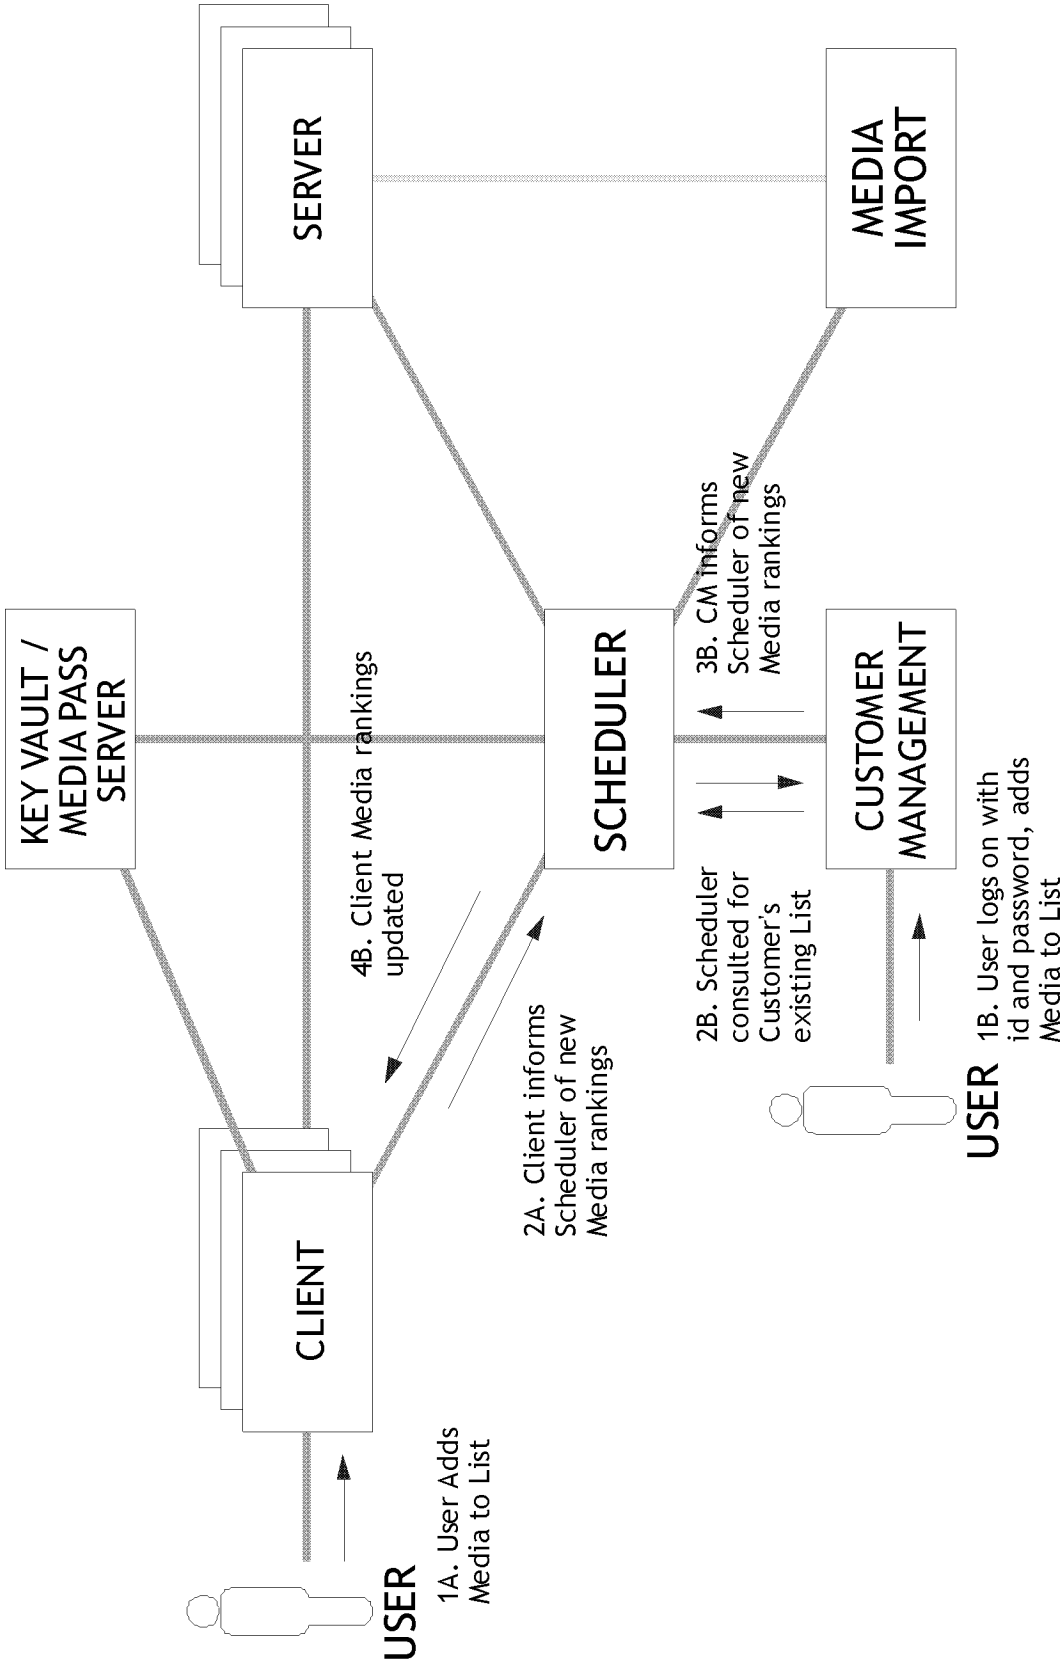 KEY VAULT /
MEDIA PASS
SERVER
CLIENT
SERVER
USER
1A. User Adds
Media to List
4B. Client Media rankings
updated
2A. Client informs
Scheduler of new
Media rankings
SCHEDULER
2B. Scheduler
consulted for
Customer's
existing List
3B. CM informs
Scheduler of new
Media rankings
USER
CUSTOMER
MANAGEMENT
MEDIA
IMPORT
1B. User logs on with
id and password, adds
Media to List